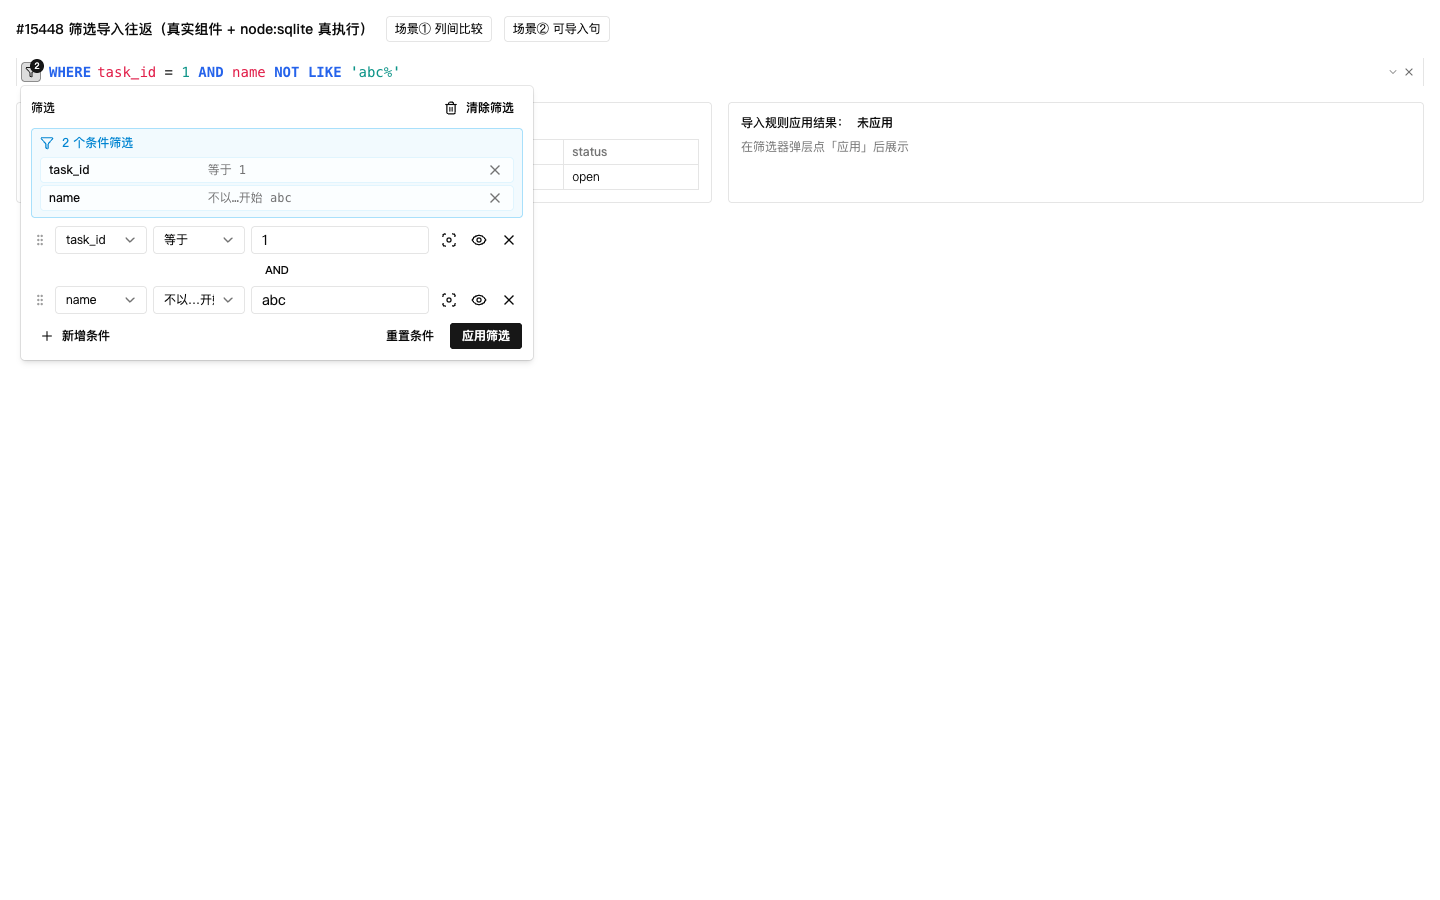 #15448 筛选导入往返（真实组件 + node:sqlite 真执行） 场景① 列间比较 场景② 可导入句
2 WHERE task_id = 1 AND name NOT LIKE 'abc%'
筛选 清除筛选
2 个条件筛选
task_id 等于 1
name 不以…开始 abc
task_id 等于 1
AND
name 不以…开 abc
新增条件 重置条件 应用筛选
status
open
导入规则应用结果： 未应用
在筛选器弹层点「应用」后展示